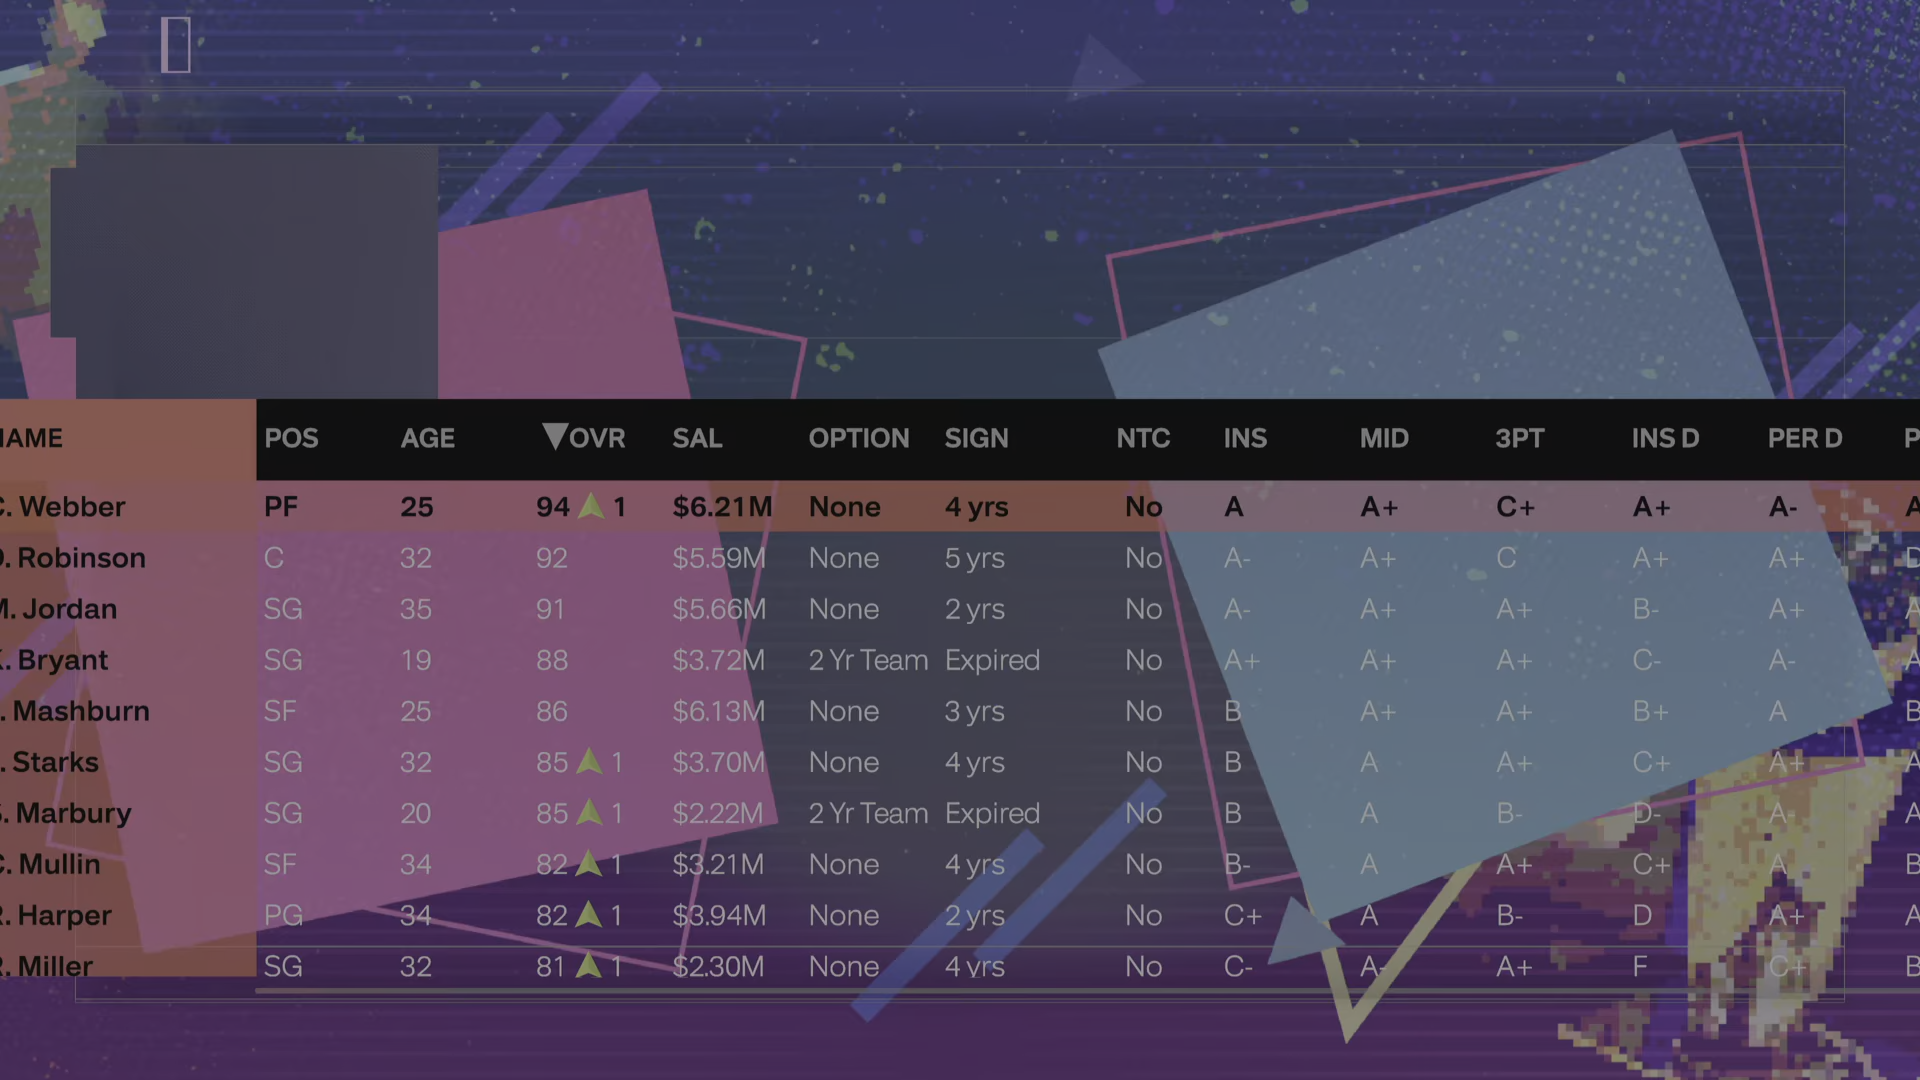 NAME POS AGE ▼OVR SAL OPTION SIGN NTC INS MID 3PT INS D PER D P
C. Webber PF 25 94 ▲ 1 $6.21M None 4 yrs No A A+ C+ A+ A- A
D. Robinson C 32 92 $5.59M None 5 yrs No A- A+ C A+ A+ D
M. Jordan SG 35 91 $5.66M None 2 yrs No A- A+ A+ B- A+ A
K. Bryant SG 19 88 $3.72M 2 Yr Team Expired No A+ A+ A+ C- A- A
. Mashburn SF 25 86 $6.13M None 3 yrs No B A+ A+ B+ A B
. Starks SG 32 85 ▲ 1 $3.70M None 4 yrs No B A A+ C+ A+ A
S. Marbury SG 20 85 ▲ 1 $2.22M 2 Yr Team Expired No B A B- D- A- A
C. Mullin SF 34 82 ▲ 1 $3.21M None 4 yrs No B- A A+ C+ A B
R. Harper PG 34 82 ▲ 1 $3.94M None 2 yrs No C+ A B- D A+ A
R. Miller SG 32 81 ▲ 1 $2.30M None 4 yrs No C- A- A+ F C+ B